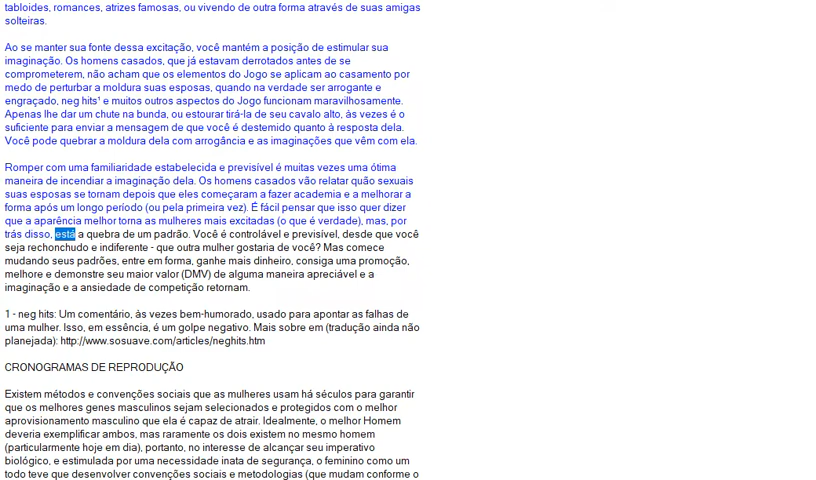 tabloides, romances, atrizes famosas, ou vivendo de outra forma através de suas amigas
solteiras.
Ao se manter sua fonte dessa excitação, você mantém a posição de estimular sua
imaginação. Os homens casados, que já estavam derrotados antes de se
comprometerem, não acham que os elementos do Jogo se aplicam ao casamento por
medo de perturbar a moldura suas esposas, quando na verdade ser arrogante e
engraçado, neg hits¹ e muitos outros aspectos do Jogo funcionam maravilhosamente.
Apenas lhe dar um chute na bunda, ou estourar tirá-la de seu cavalo alto, às vezes é o
suficiente para enviar a mensagem de que você é destemido quanto à resposta dela.
Você pode quebrar a moldura dela com arrogância e as imaginações que vêm com ela.
Romper com uma familiaridade estabelecida e previsível é muitas vezes uma ótima
maneira de incendiar a imaginação dela. Os homens casados vão relatar quão sexuais
suas esposas se tornam depois que eles começaram a fazer academia e a melhorar a
forma após um longo período (ou pela primeira vez). É fácil pensar que isso quer dizer
que a aparência melhor torna as mulheres mais excitadas (o que é verdade), mas, por
trás disso, está a quebra de um padrão. Você é controlável e previsível, desde que você
seja rechonchudo e indiferente - que outra mulher gostaria de você? Mas comece
mudando seus padrões, entre em forma, ganhe mais dinheiro, consiga uma promoção,
melhore e demonstre seu maior valor (DMV) de alguma maneira apreciável e a
imaginação e a ansiedade de competição retornam.
1 - neg hits: Um comentário, às vezes bem-humorado, usado para apontar as falhas de
uma mulher. Isso, em essência, é um golpe negativo. Mais sobre em (tradução ainda não
planejada): http://www.sosuave.com/articles/neghits.htm
CRONOGRAMAS DE REPRODUÇÃO
Existem métodos e convenções sociais que as mulheres usam há séculos para garantir
que os melhores genes masculinos sejam selecionados e protegidos com o melhor
aprovisionamento masculino que ela é capaz de atrair. Idealmente, o melhor Homem
deveria exemplificar ambos, mas raramente os dois existem no mesmo homem
(particularmente hoje em dia), portanto, no interesse de alcançar seu imperativo
biológico, e estimulada por uma necessidade inata de segurança, o feminino como um
todo teve que desenvolver convenções sociais e metodologias (que mudam conforme o